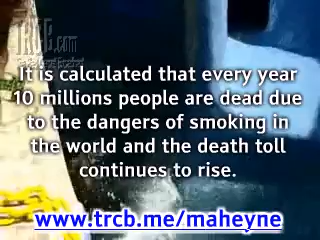 TRCB.com
It is calculated that every year
10 millions people are dead due
to the dangers of smoking in
the world and the death toll
continues to rise.
www.trcb.me/maheyne